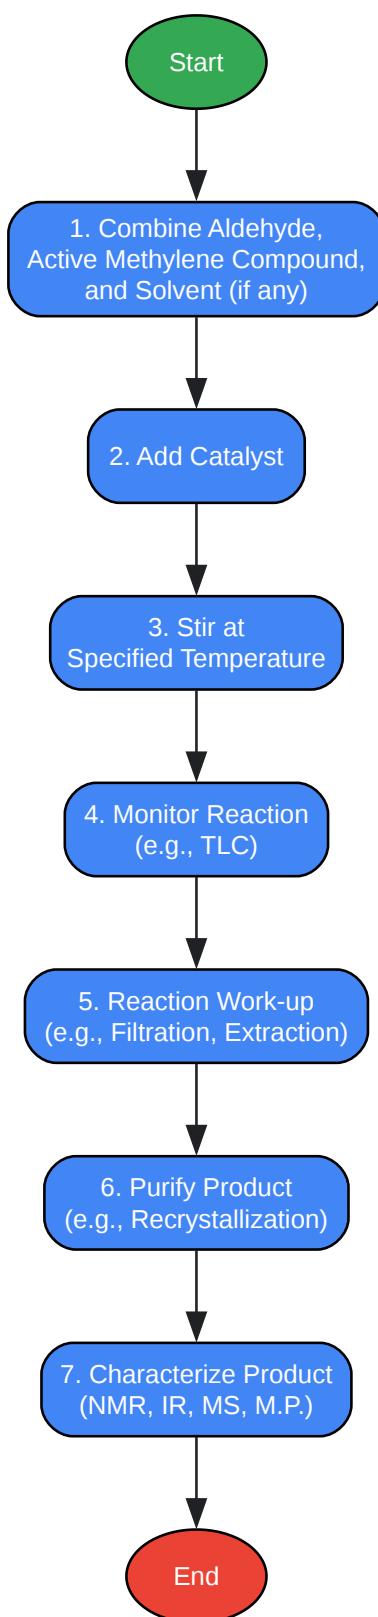 Start
1. Combine Aldehyde,
Active Methylene Compound,
and Solvent (if any)
2. Add Catalyst
3. Stir at
Specified Temperature
4. Monitor Reaction
(e.g., TLC)
5. Reaction Work-up
(e.g., Filtration, Extraction)
6. Purify Product
(e.g., Recrystallization)
7. Characterize Product
(NMR, IR, MS, M.P.)
End